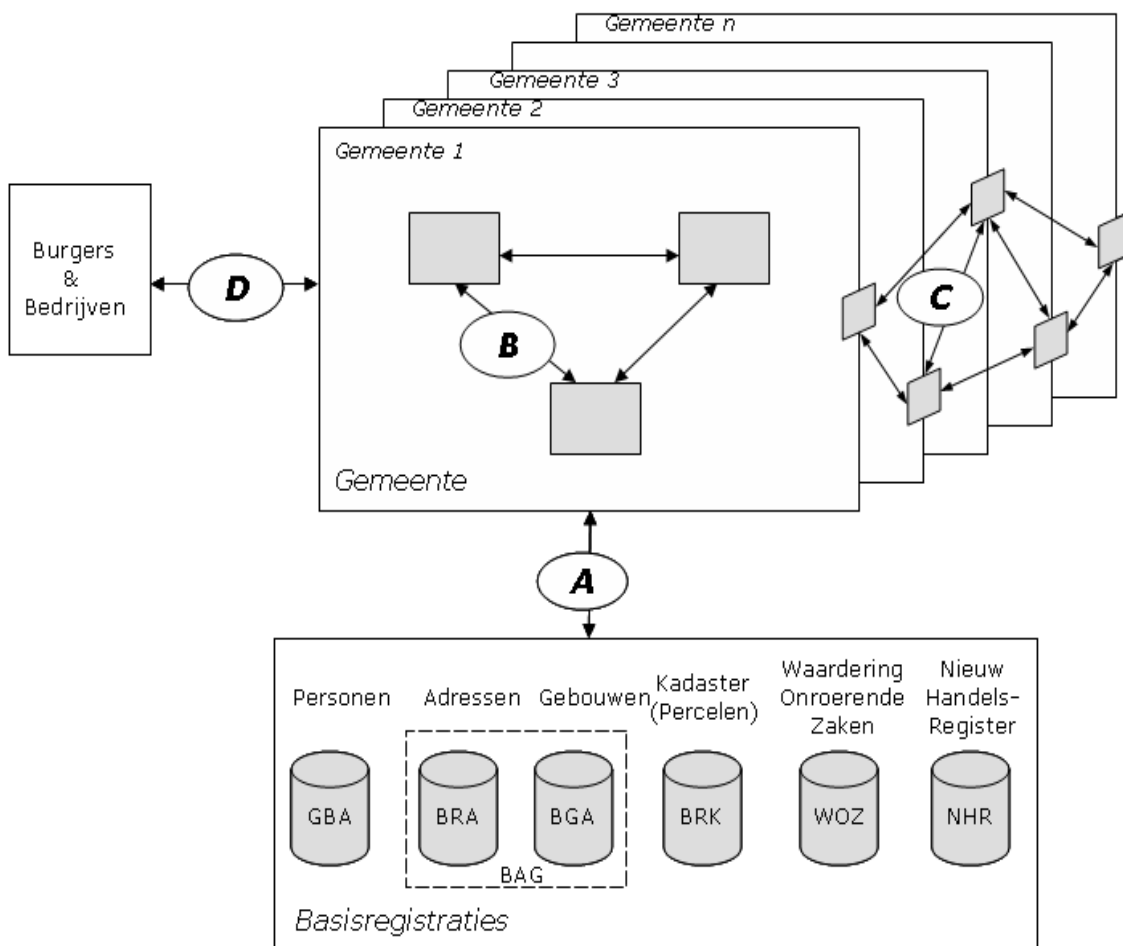 Gemeente n
Gemeente 3
Gemeente 2
Gemeente 1
Burgers
&
Bedrijven
D
B
C
Gemeente
A
Personen
Adressen
Gebouwen
Kadaster
(Percelen)
Waardering
Onroerende
Zaken
Nieuw
Handels-
Register
GBA
BRA
BGA
BRK
WOZ
NHR
BAG
Basisregistraties